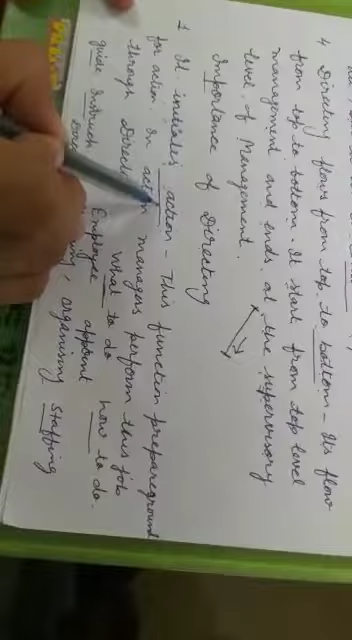 4 Directing flows from top to bottom - Its flow
from top to bottom. It start from top level
management and ends at the supervisory
level of Management.
Importance of Directing
1 It initiates action - This function prepare ground
for action. In action managers perform this job
through
guide Instruct Employee what to do how to do.
appoint
organising Staffing